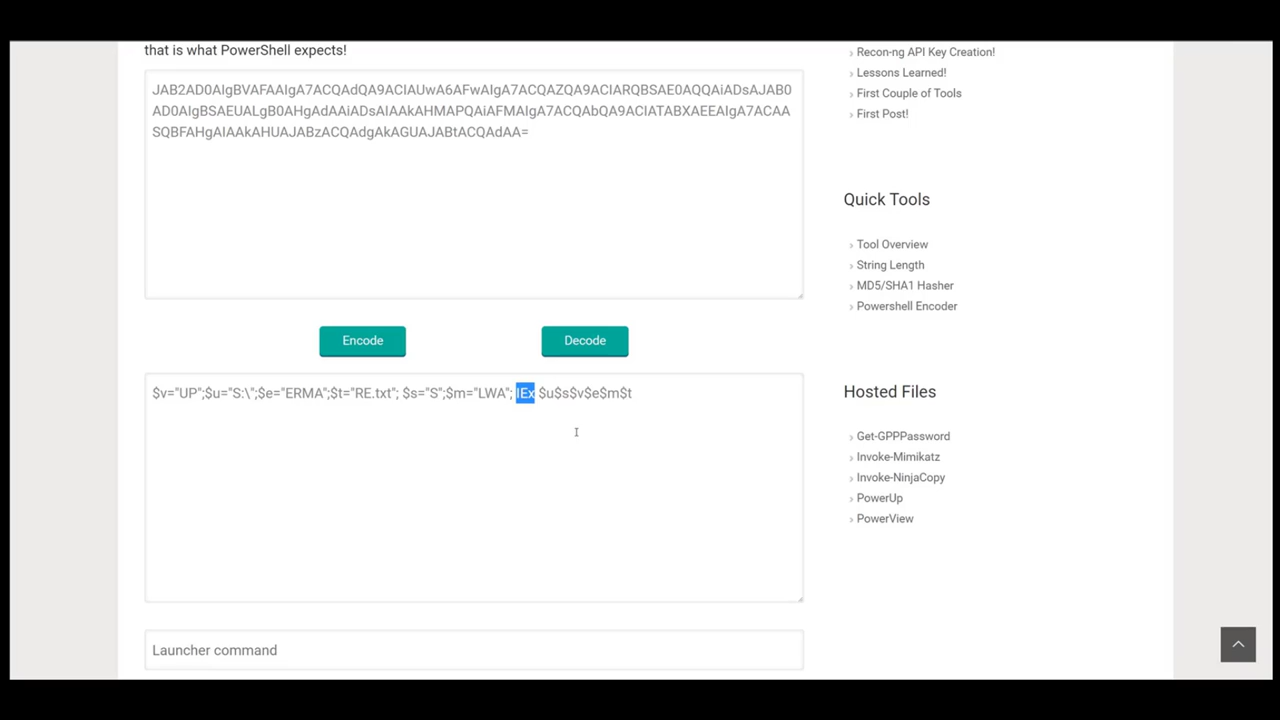 that is what PowerShell expects!
JAB2AD0AIgBVAFAAIgA7ACQAdQA9ACIAUwA6AFwAIgA7ACQAZQA9ACIARQBSAE0AQQAiADsAJAB0
AD0AIgBSAEUALgB0AHgAdAAiADsAIAAkAHMAPQAiAFMAIgA7ACQAbQA9ACIATABXAEEAIgA7ACAA
SQBFAHgAIAAkAHUAJABzACQAdgAkAGUAJABtACQAdAA=
Encode
Decode
$v="UP";$u="S:\";$e="ERMA";$t="RE.txt"; $s="S";$m="LWA"; IEx $u$s$v$e$m$t
Launcher command
Recon-ng API Key Creation!
Lessons Learned!
First Couple of Tools
First Post!
Quick Tools
Tool Overview
String Length
MD5/SHA1 Hasher
Powershell Encoder
Hosted Files
Get-GPPPassword
Invoke-Mimikatz
Invoke-NinjaCopy
PowerUp
PowerView